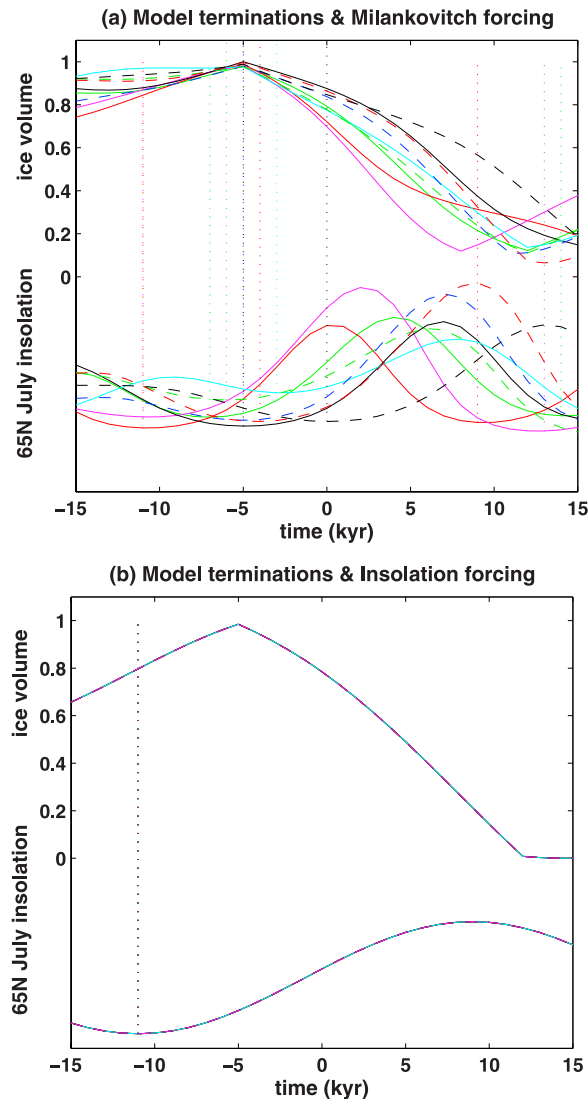 (a) Model terminations & Milankovitch forcing
1
0.8
0.6
0.4
0.2
0
ice volume
65N July insolation
−15 −10 −5 0 5 10 15
time (kyr)
(b) Model terminations & Insolation forcing
1
0.8
0.6
0.4
0.2
0
ice volume
65N July insolation
−15 −10 −5 0 5 10 15
time (kyr)